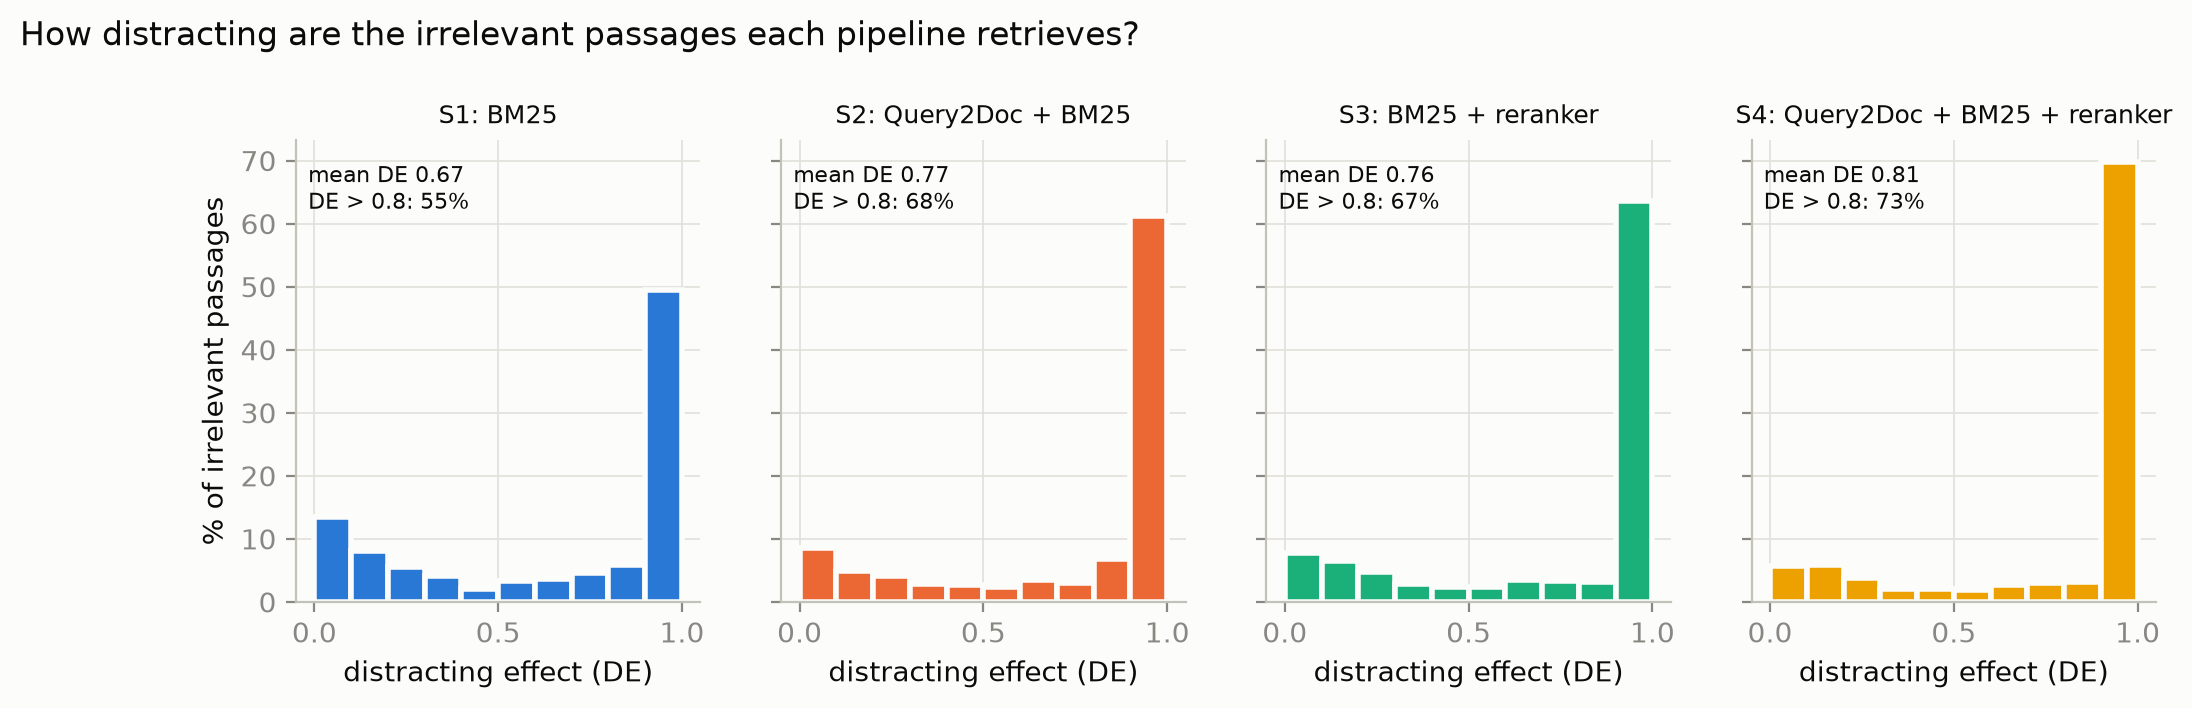 How distracting are the irrelevant passages each pipeline retrieves?
S1: BM25
mean DE 0.67
DE > 0.8: 55%
% of irrelevant passages
70
60
50
40
30
20
10
0
0.0 0.5 1.0
distracting effect (DE)
S2: Query2Doc + BM25
mean DE 0.77
DE > 0.8: 68%
0.0 0.5 1.0
distracting effect (DE)
S3: BM25 + reranker
mean DE 0.76
DE > 0.8: 67%
0.0 0.5 1.0
distracting effect (DE)
S4: Query2Doc + BM25 + reranker
mean DE 0.81
DE > 0.8: 73%
0.0 0.5 1.0
distracting effect (DE)